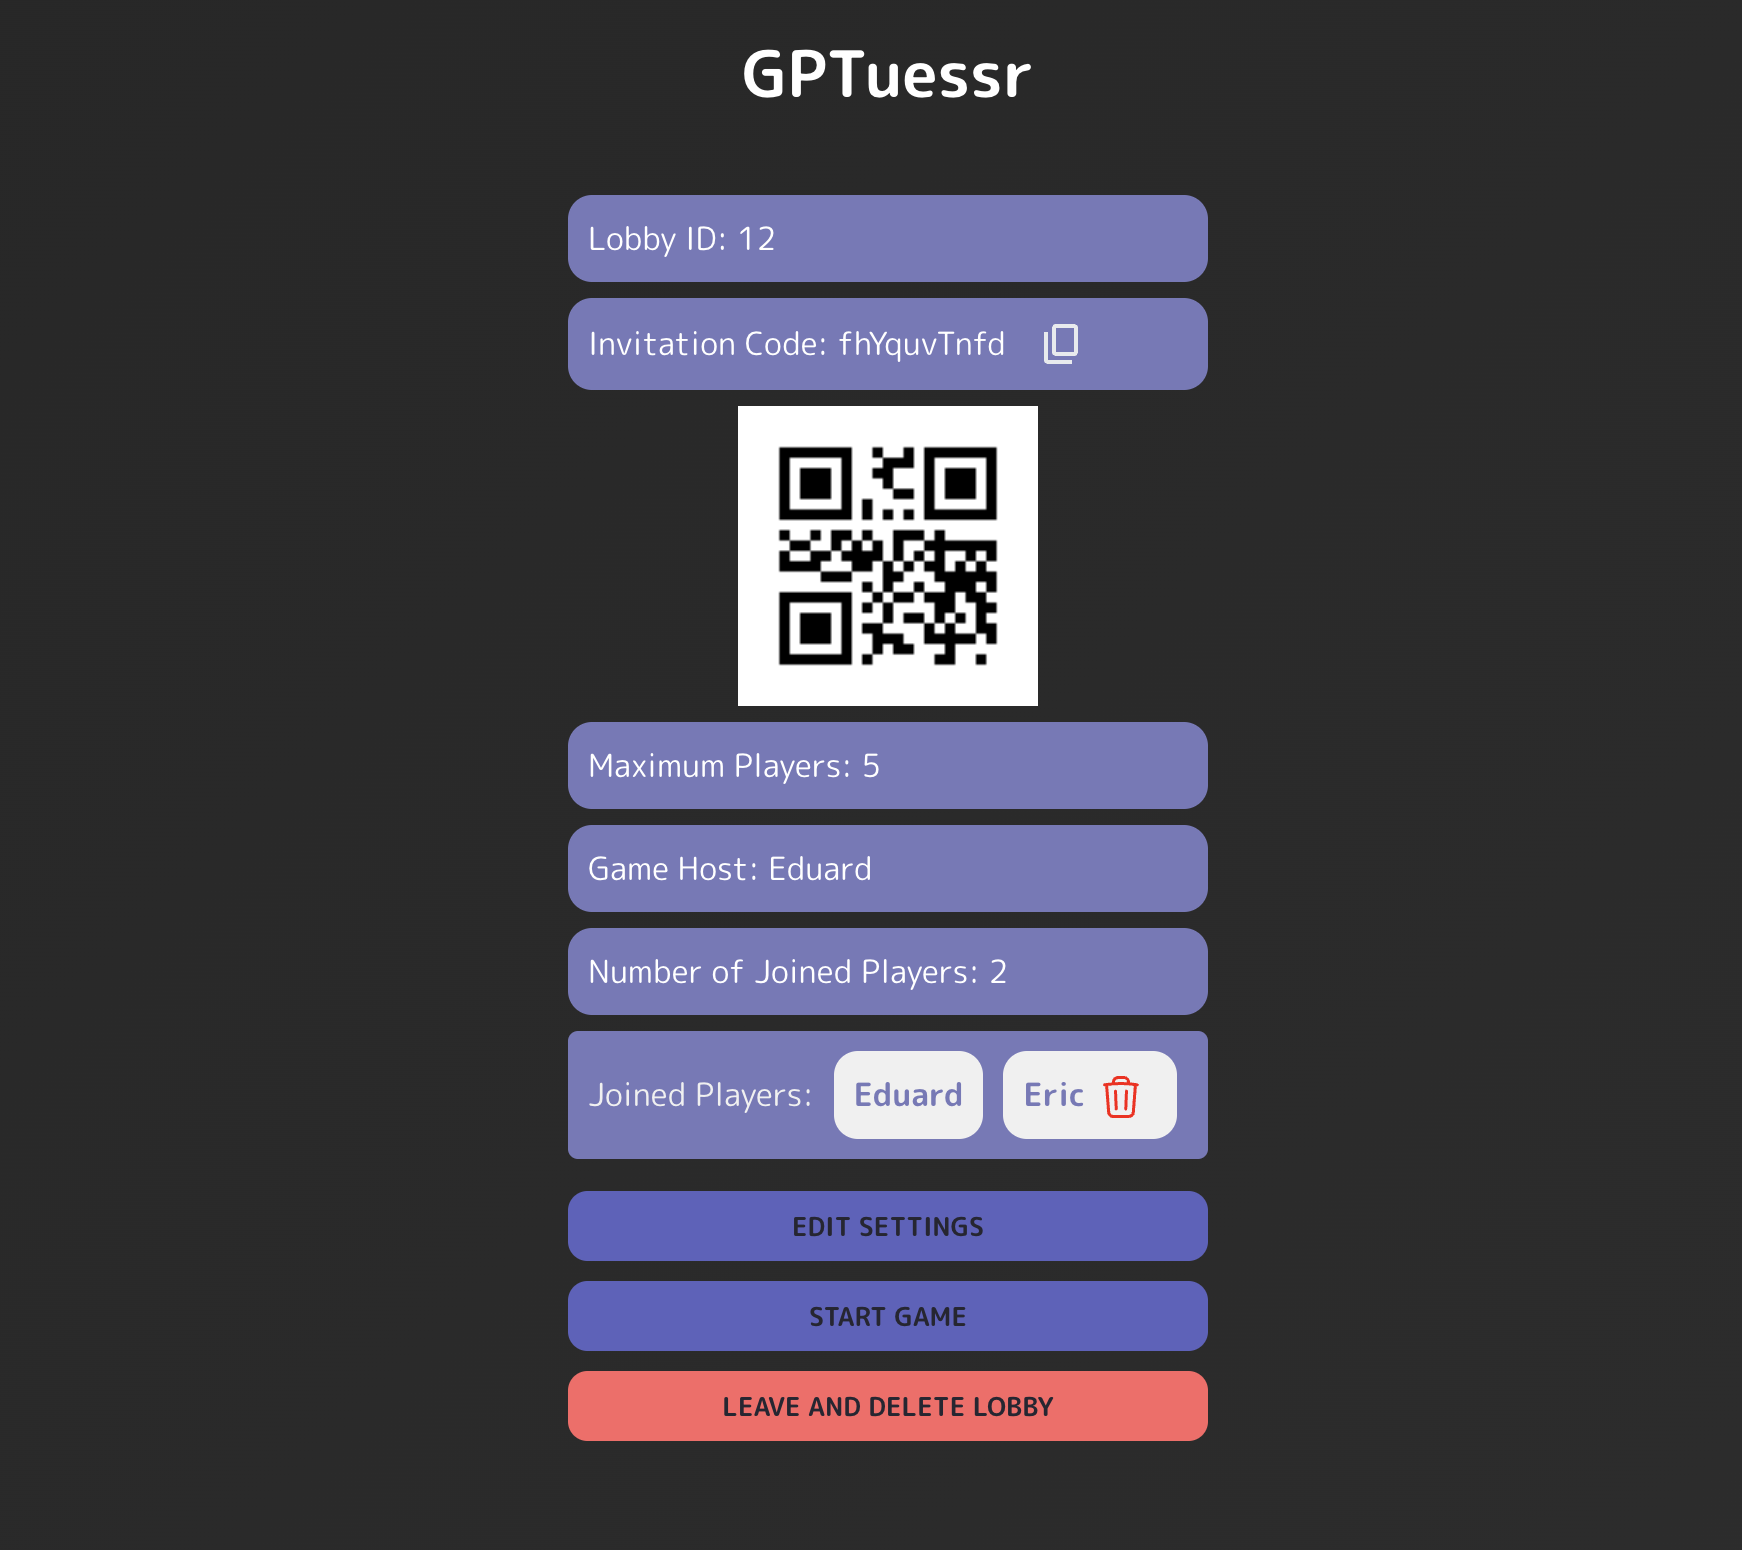 GPTuessr
Lobby ID: 12
Invitation Code: fhYquvTnfd
Maximum Players: 5
Game Host: Eduard
Number of Joined Players: 2
Joined Players: Eduard Eric
EDIT SETTINGS
START GAME
LEAVE AND DELETE LOBBY